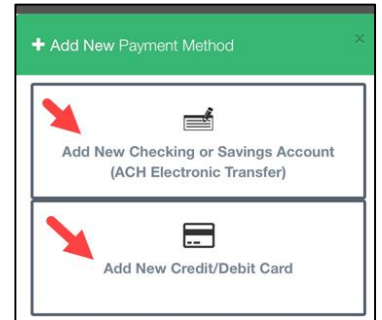 + Add New Payment Method ×
Add New Checking or Savings Account
(ACH Electronic Transfer)
Add New Credit/Debit Card